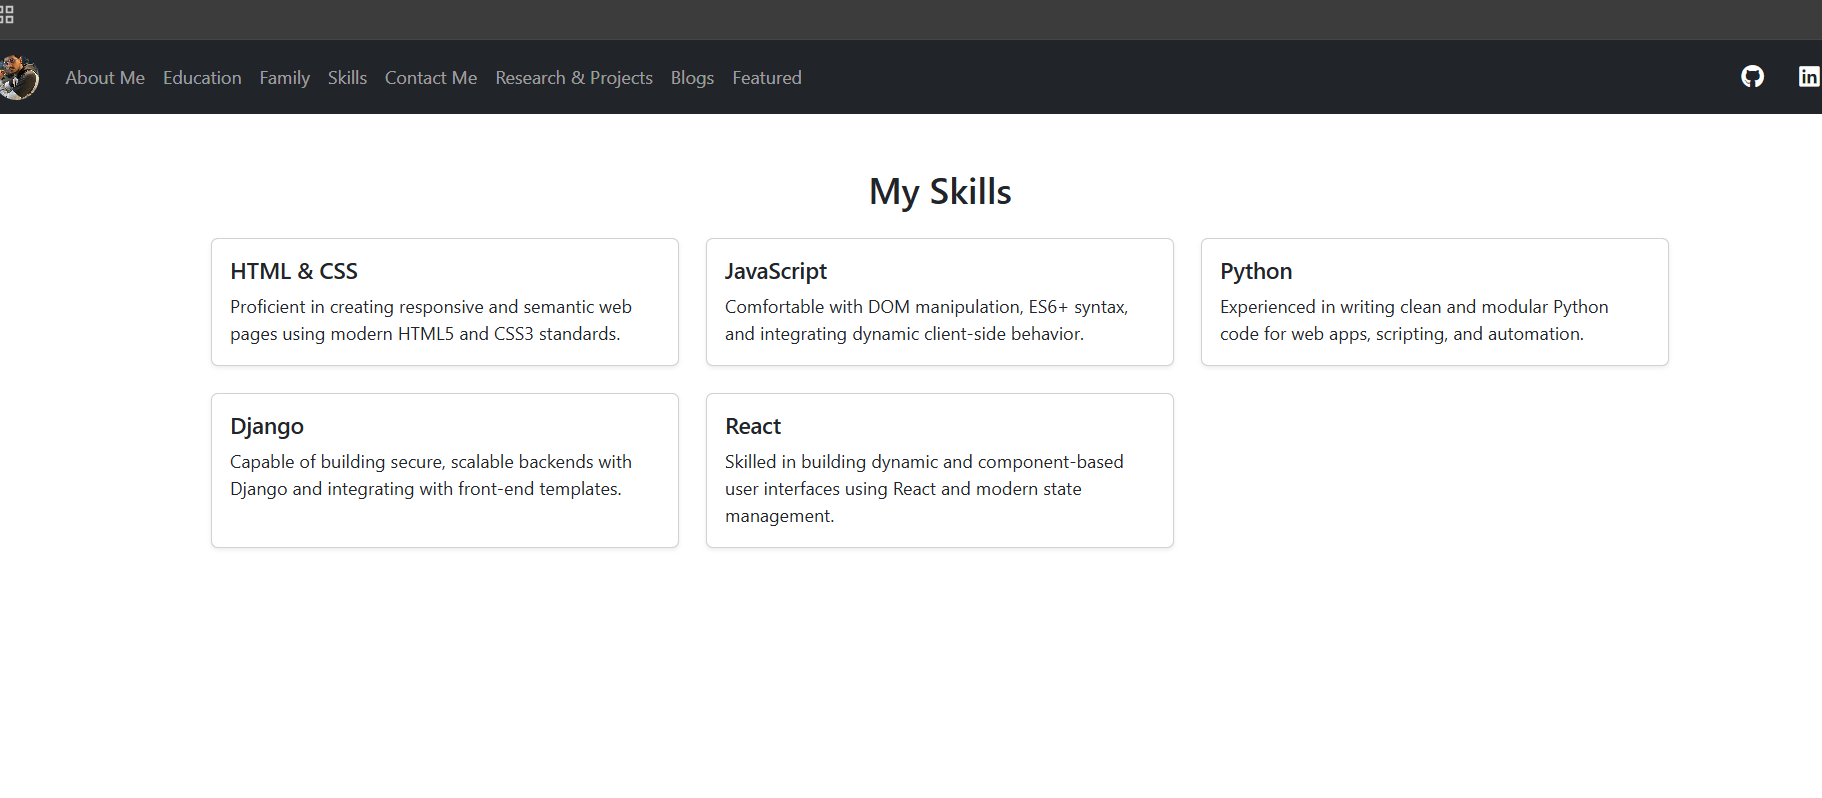 About Me Education Family Skills Contact Me Research & Projects Blogs Featured
in
My Skills
HTML & CSS
Proficient in creating responsive and semantic web
pages using modern HTML5 and CSS3 standards.
JavaScript
Comfortable with DOM manipulation, ES6+ syntax,
and integrating dynamic client-side behavior.
Python
Experienced in writing clean and modular Python
code for web apps, scripting, and automation.
Django
Capable of building secure, scalable backends with
Django and integrating with front-end templates.
React
Skilled in building dynamic and component-based
user interfaces using React and modern state
management.